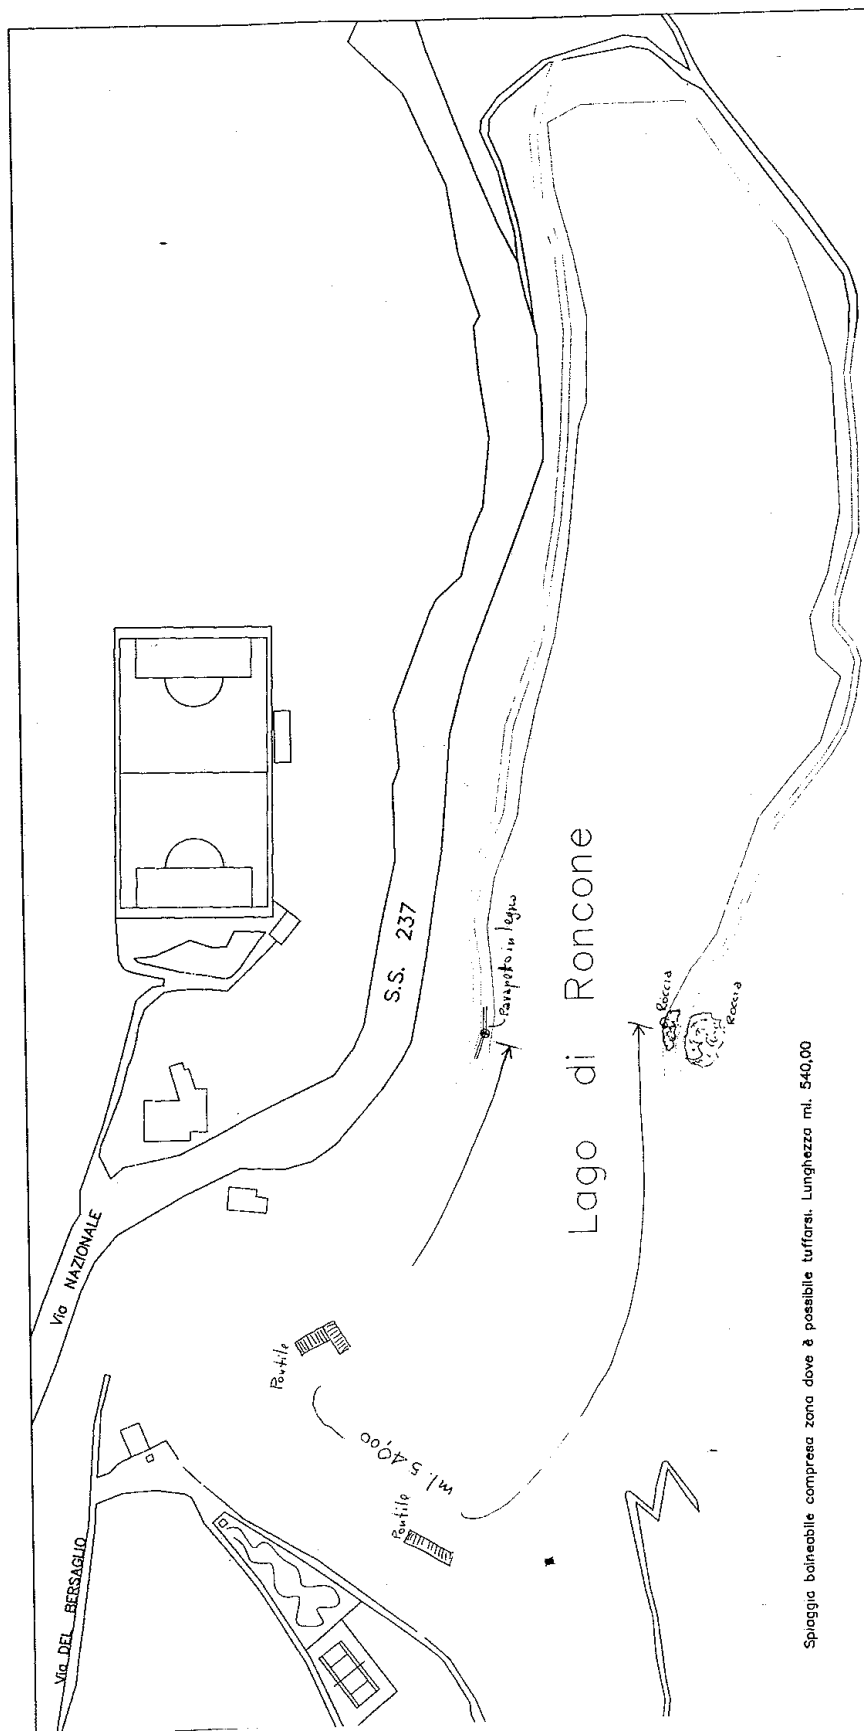 Via NAZIONALE
Via DEL BERSAGLIO
S.S. 237
Parapeto in legno
Lago di Roncone
Roccia
Roccia
Pontile
ml. 540,00
Pontile
Spiaggia balneabile compresa zona dove è possibile tuffarsi. Lunghezza ml. 540,00